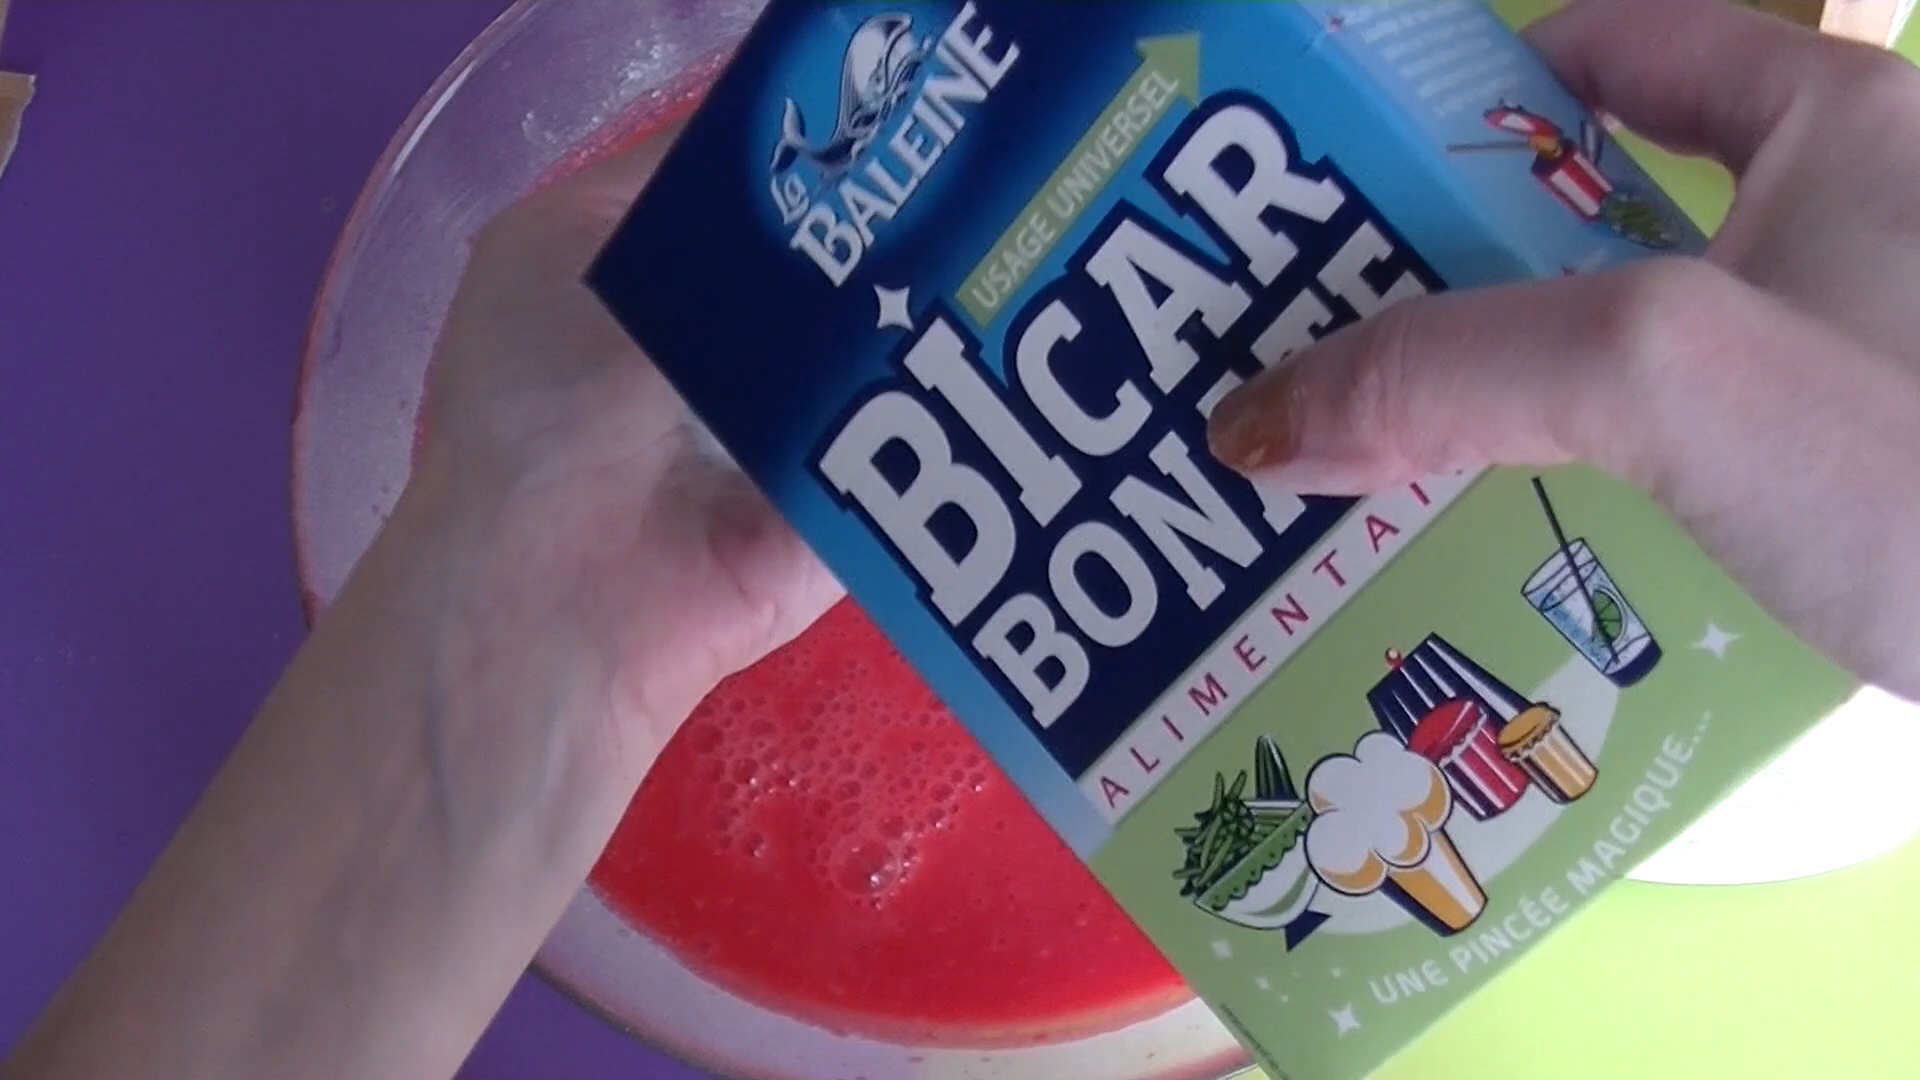 La
BALEINE
USAGE UNIVERSEL
BICAR
BON
ALIMENTAI
UNE PINCÉE MAGIQUE...